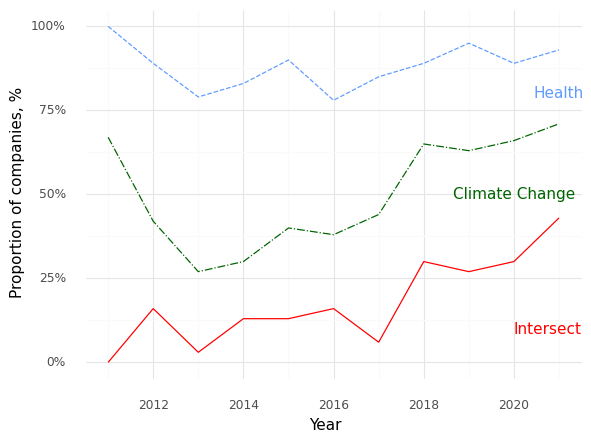 100%
75%
50%
25%
0%
Proportion of companies, %
Health
Climate Change
Intersect
2012 2014 2016 2018 2020
Year